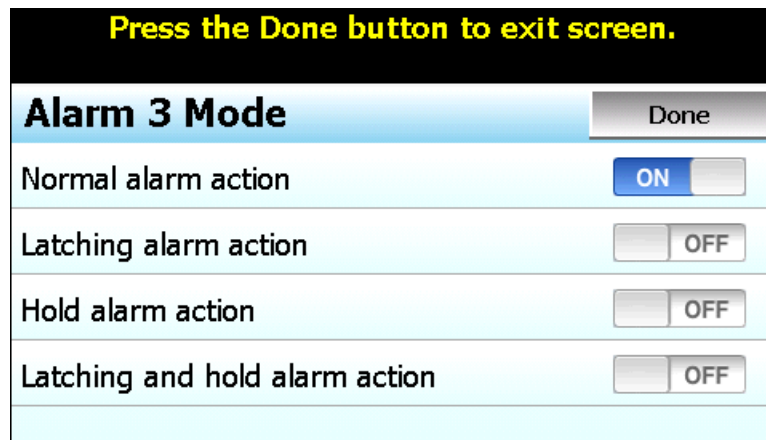 Press the Done button to exit screen.
Alarm 3 Mode Done
Normal alarm action ON
Latching alarm action OFF
Hold alarm action OFF
Latching and hold alarm action OFF